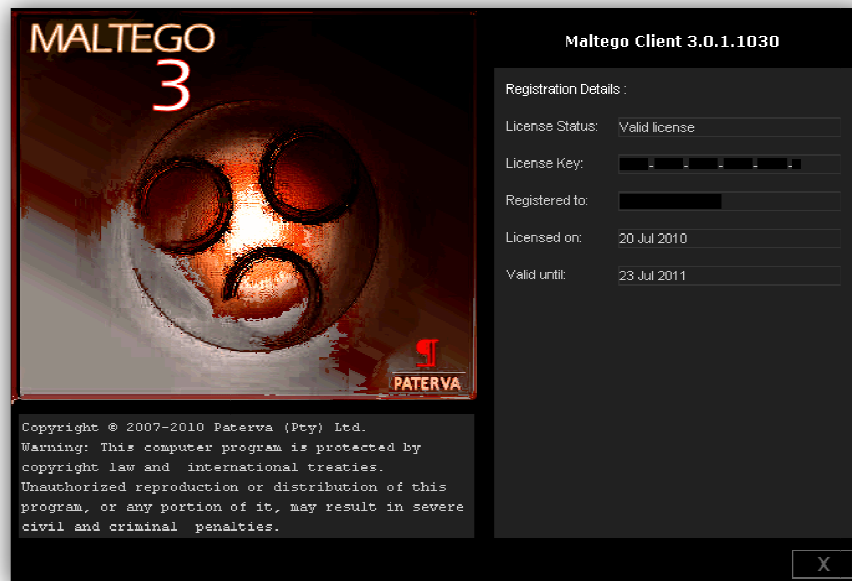 MALTEGO
3
PATERVA
Copyright © 2007-2010 Paterva (Pty) Ltd.
Warning: This computer program is protected by
copyright law and  international treaties.
Unauthorized reproduction or distribution of this
program, or any portion of it, may result in severe
civil and criminal  penalties.
Maltego Client 3.0.1.1030
Registration Details :
License Status: Valid license
License Key:
Registered to:
Licensed on: 20 Jul 2010
Valid until: 23 Jul 2011
X